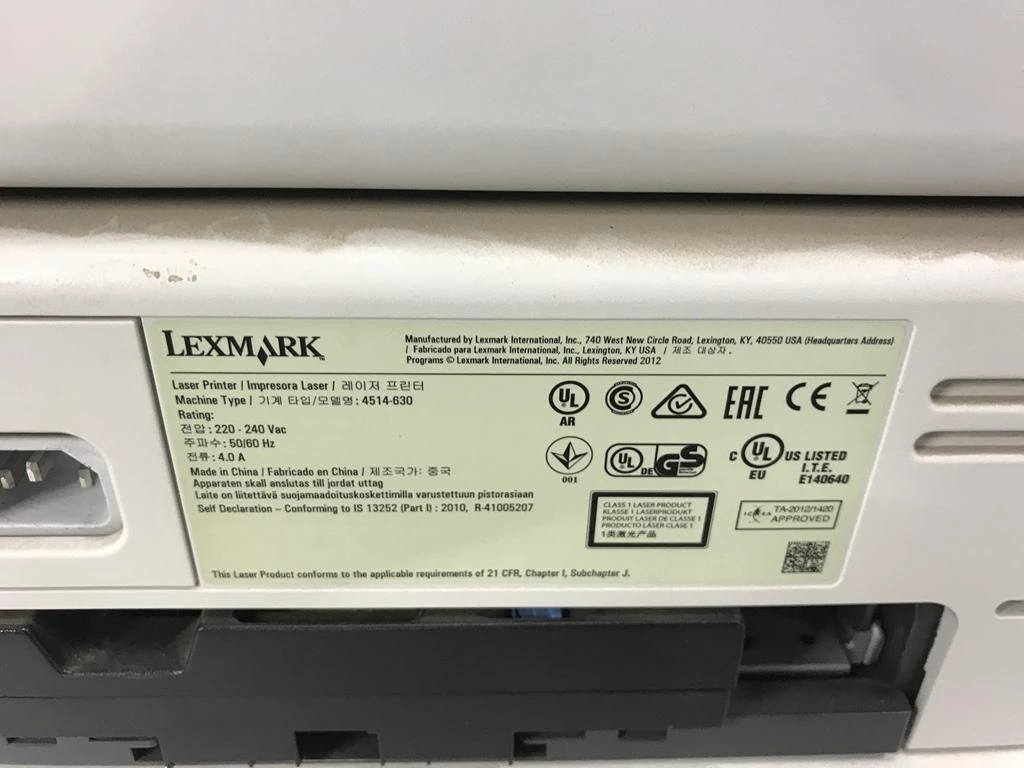 LEXMARK
Manufactured by Lexmark International, Inc., 740 West New Circle Road, Lexington, KY, 40550 USA (Headquarters Address)
/ Fabricado para Lexmark International, Inc., Lexington, KY USA / 제조 대상자.
Programs © Lexmark International, Inc. All Rights Reserved 2012
Laser Printer / Impresora Laser / 레이저 프린터
Machine Type / 기계 타입/모델명: 4514-630
Rating:
전압: 220 - 240 Vac
주파수: 50/60 Hz
전류: 4.0 A
Made in China / Fabricado en China / 제조국가: 중국
Apparaten skall anslutas till jordat uttag
Laite on liitettävä suojamaadoituskoskettimilla varustettuun pistorasiaan
Self Declaration – Conforming to IS 13252 (Part I) : 2010, R-41005207
This Laser Product conforms to the applicable requirements of 21 CFR, Chapter I, Subchapter J.
UL
AR
S
EAC
CE
001
UL
DE
GS
C UL US LISTED
EU
I.T.E.
E140640
CLASS 1 LASER PRODUCT
KLASSE 1 LASERPRODUKT
PRODUIT LASER DE CLASSE 1
PRODUCTO LÁSER CLASE 1
1类激光产品
TA-2012/1420
APPROVED